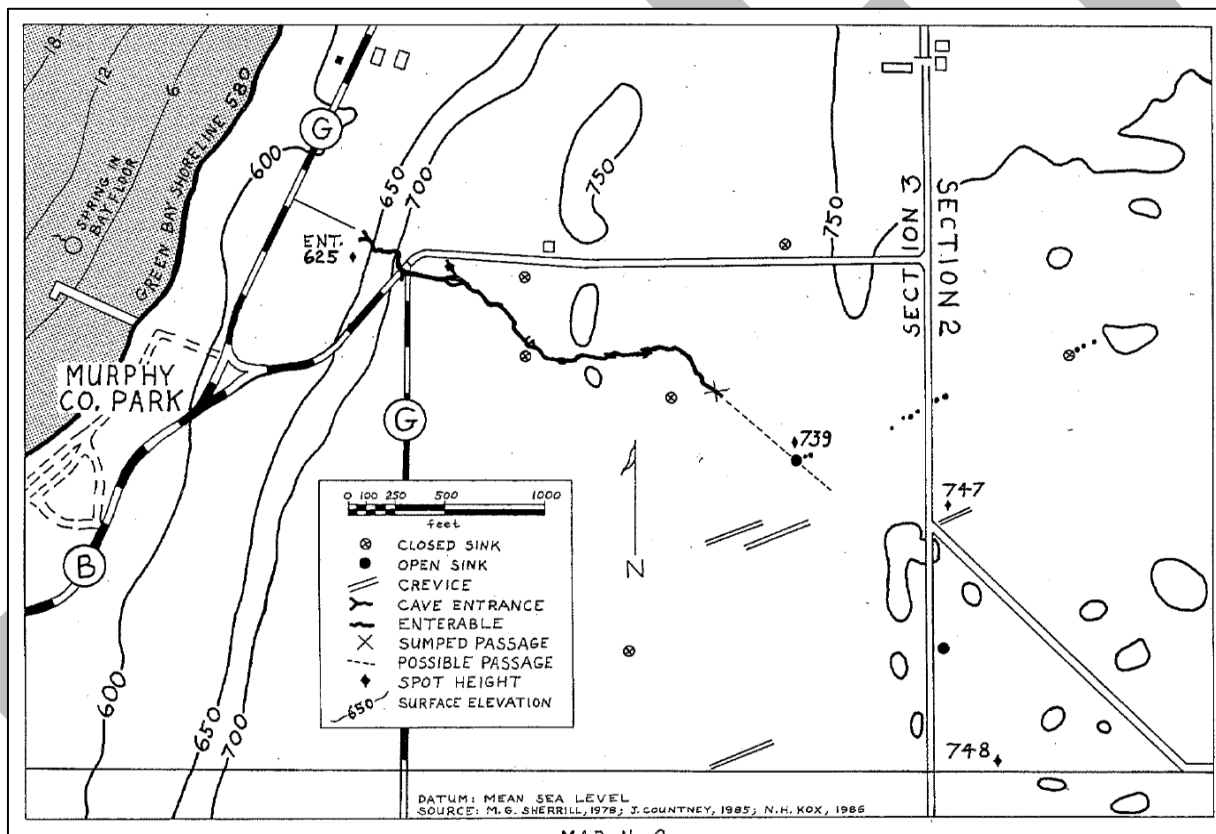 18
12
6
SPRING IN
BAY FLOOR
GREEN BAY SHORELINE 580
G
600
650
700
750
750
SECTION 3
SECTION 2
ENT.
625
MURPHY
CO. PARK
G
739
747
B
0 100 250 500 1000
feet
CLOSED SINK
OPEN SINK
CREVICE
CAVE ENTRANCE
ENTERABLE
SUMPED PASSAGE
POSSIBLE PASSAGE
SPOT HEIGHT
650 SURFACE ELEVATION
N
600
650
700
748
DATUM: MEAN SEA LEVEL
SOURCE: M.G. SHERRILL, 1978; J. COUNTNEY, 1985; N.H. KOX, 1986